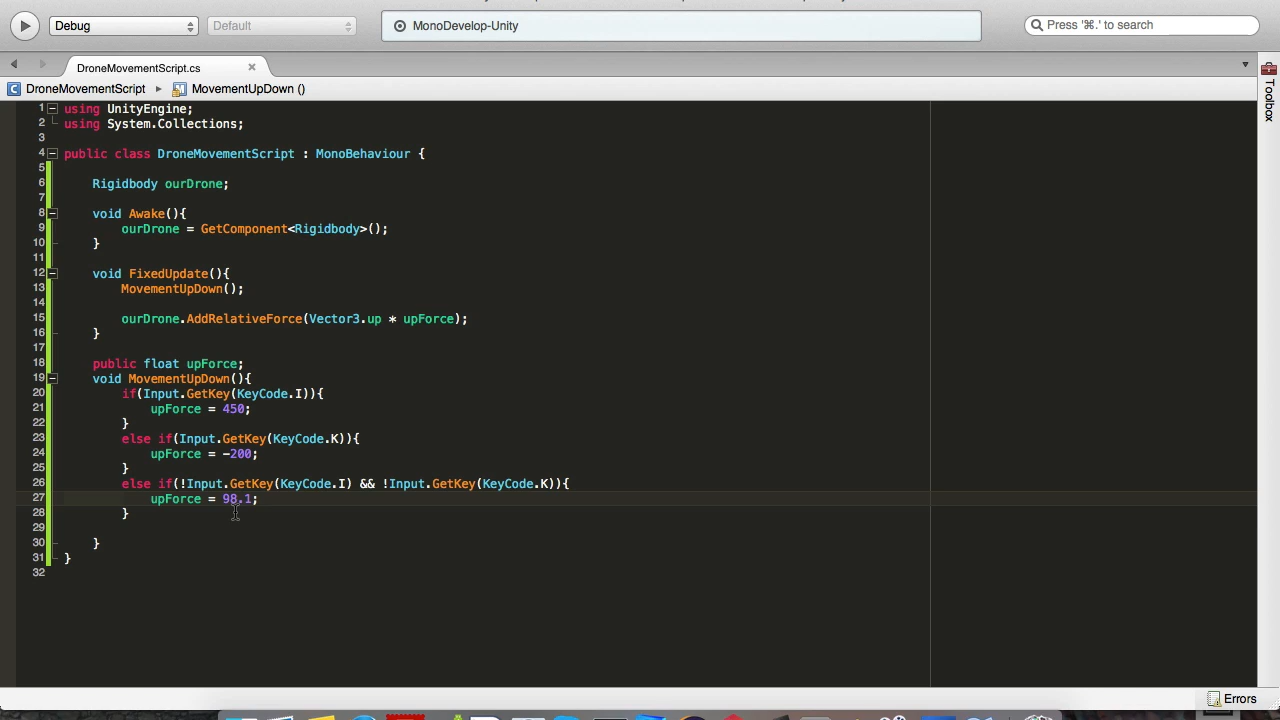 Debug
Default
MonoDevelop-Unity
Press '⌘.' to search
DroneMovementScript.cs
DroneMovementScript ▸ MovementUpDown ()
Toolbox
1 using UnityEngine;
2 using System.Collections;
3
4 public class DroneMovementScript : MonoBehaviour {
5
6 Rigidbody ourDrone;
7
8 void Awake(){
9 ourDrone = GetComponent<Rigidbody>();
10 }
11
12 void FixedUpdate(){
13 MovementUpDown();
14
15 ourDrone.AddRelativeForce(Vector3.up * upForce);
16 }
17
18 public float upForce;
19 void MovementUpDown(){
20 if(Input.GetKey(KeyCode.I)){
21 upForce = 450;
22 }
23 else if(Input.GetKey(KeyCode.K)){
24 upForce = -200;
25 }
26 else if(!Input.GetKey(KeyCode.I) && !Input.GetKey(KeyCode.K)){
27 upForce = 98.1;
28 }
29
30 }
31 }
32
Errors